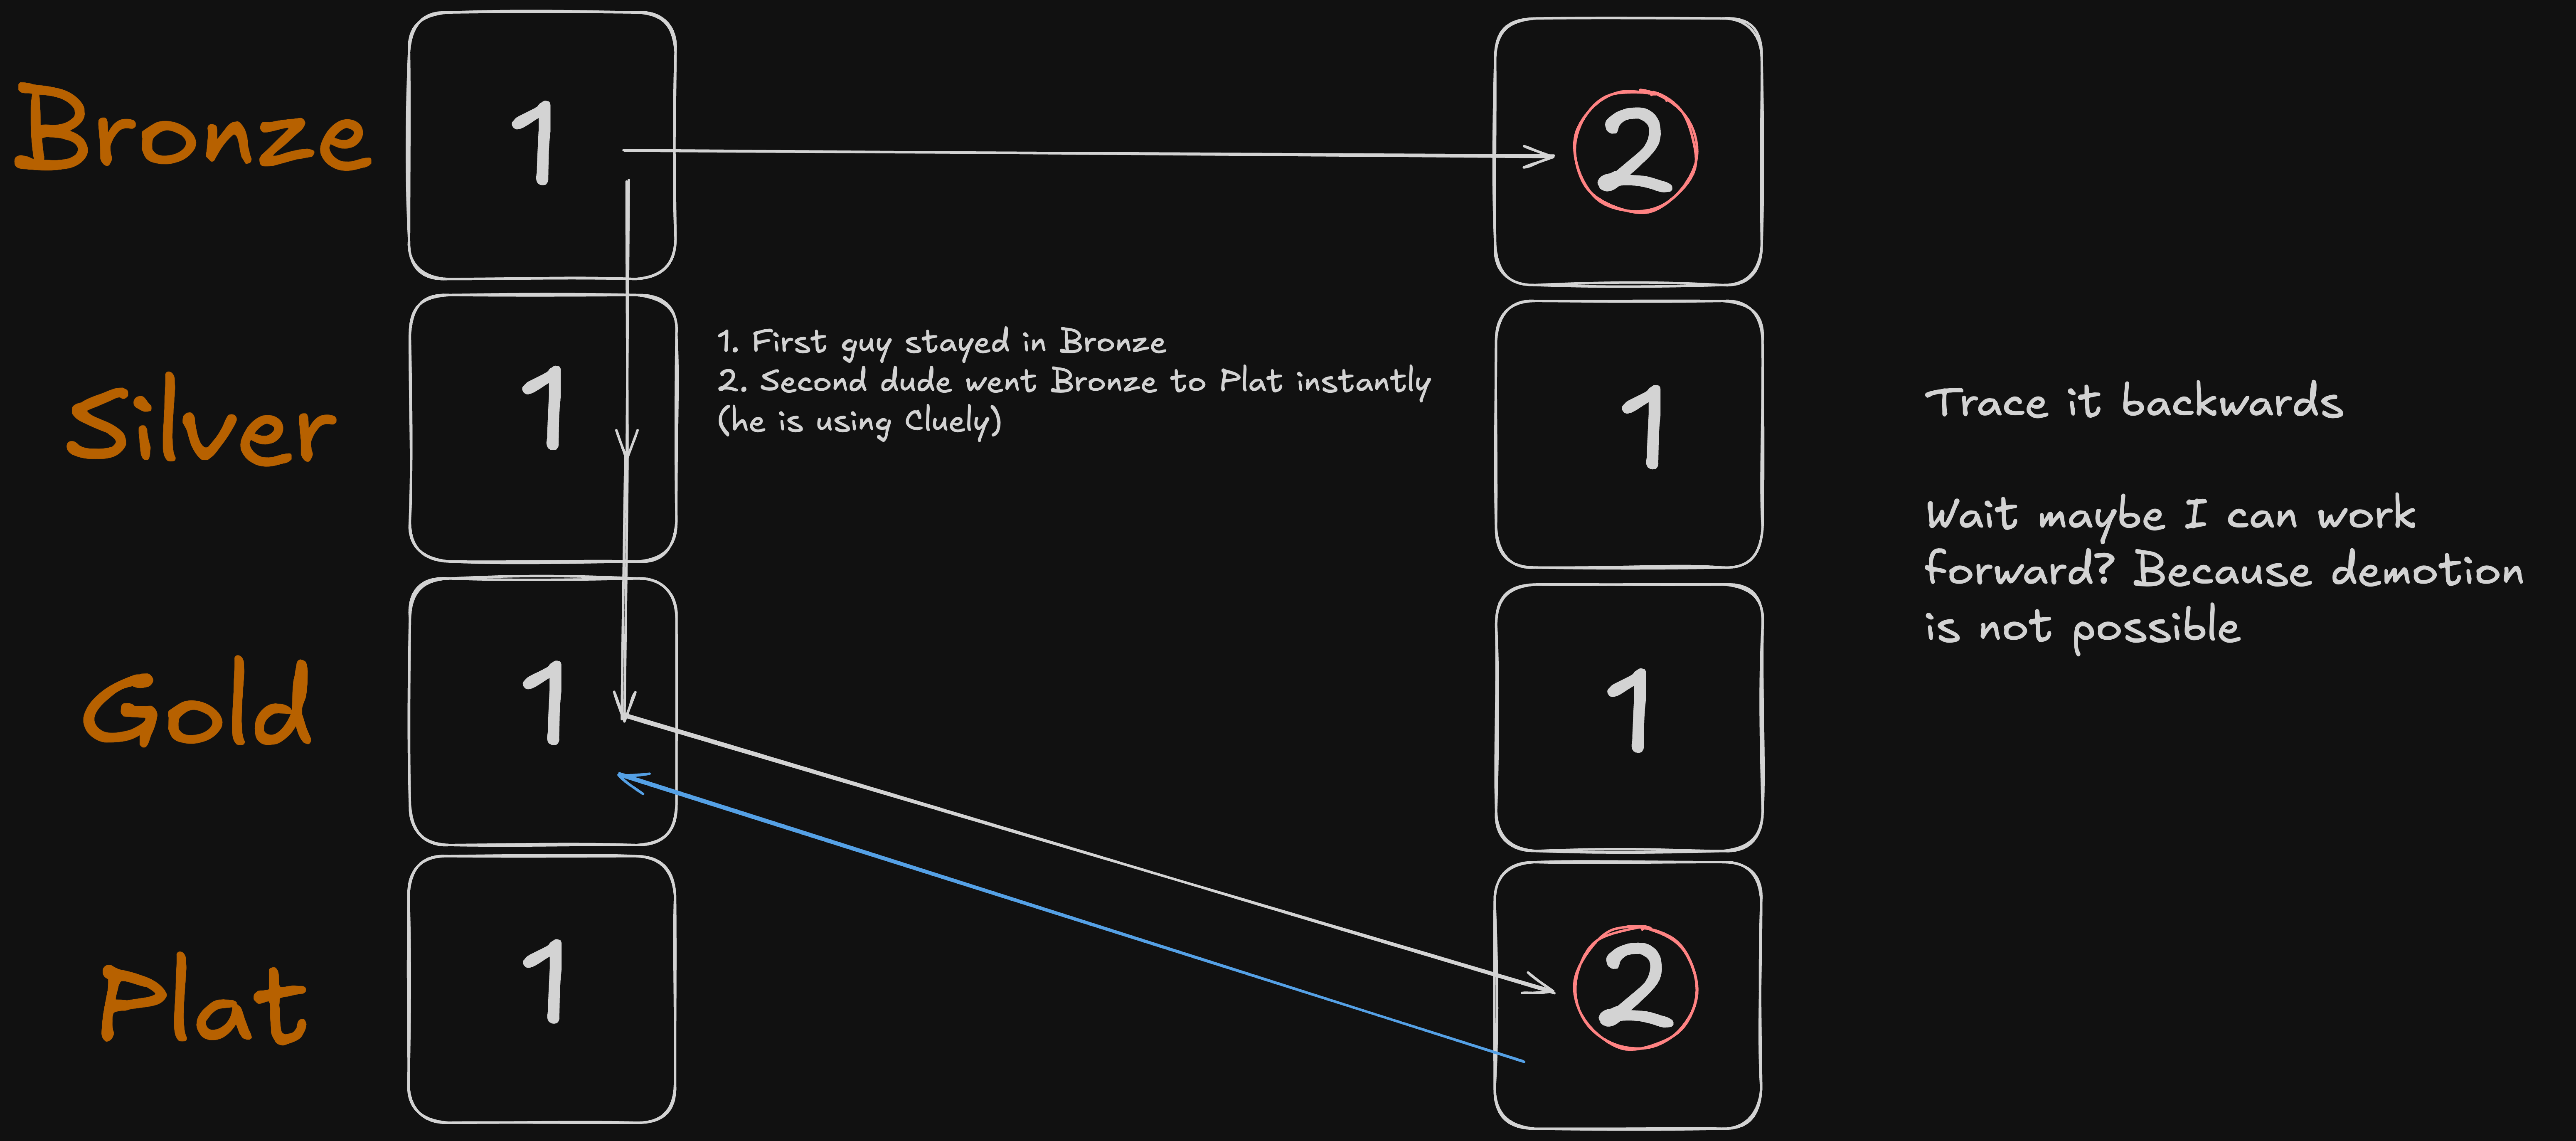 Bronze
1
2
Silver
1
1. First guy stayed in Bronze
2. Second dude went Bronze to Plat instantly
(he is using Cluely)
1
Trace it backwards
Wait maybe I can work
forward? Because demotion
is not possible
Gold
1
1
Plat
1
2